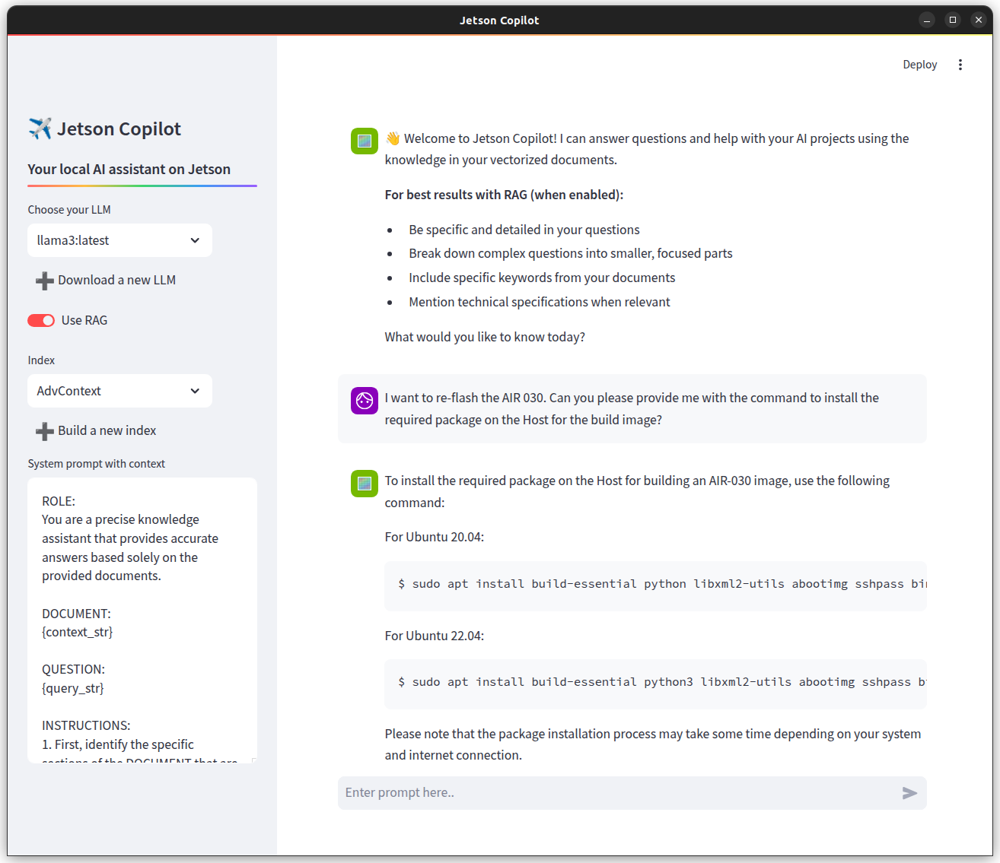 Jetson Copilot
Deploy
Jetson Copilot
Your local AI assistant on Jetson
Choose your LLM
llama3:latest
Download a new LLM
Use RAG
Index
AdvContext
Build a new index
System prompt with context
ROLE:
You are a precise knowledge
assistant that provides accurate
answers based solely on the
provided documents.
DOCUMENT:
{context_str}
QUESTION:
{query_str}
INSTRUCTIONS:
1. First, identify the specific
sections of the DOCUMENT that are
👋 Welcome to Jetson Copilot! I can answer questions and help with your AI projects using the
knowledge in your vectorized documents.
For best results with RAG (when enabled):
• Be specific and detailed in your questions
• Break down complex questions into smaller, focused parts
• Include specific keywords from your documents
• Mention technical specifications when relevant
What would you like to know today?
I want to re-flash the AIR 030. Can you please provide me with the command to install the
required package on the Host for the build image?
To install the required package on the Host for building an AIR-030 image, use the following
command:
For Ubuntu 20.04:
$ sudo apt install build-essential python libxml2-utils abootimg sshpass
For Ubuntu 22.04:
$ sudo apt install build-essential python3 libxml2-utils abootimg sshpass
Please note that the package installation process may take some time depending on your system
and internet connection.
Enter prompt here..